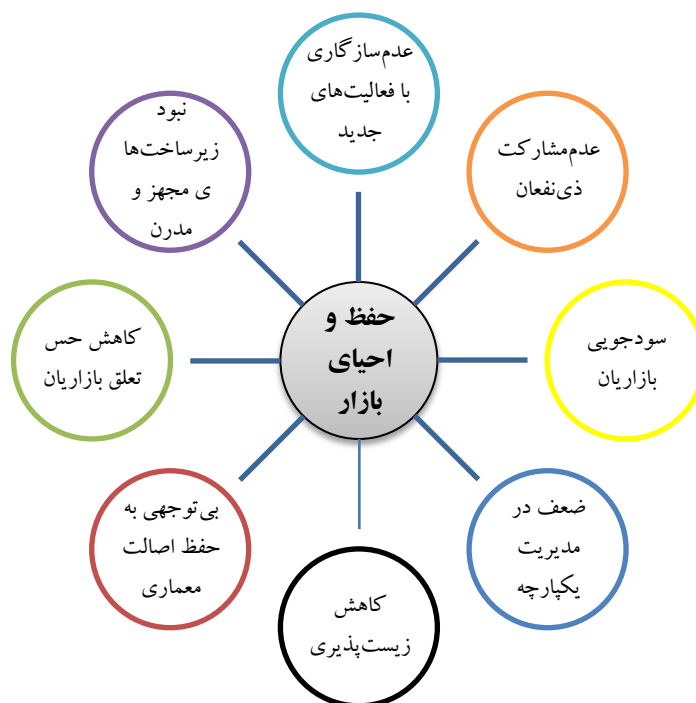 عدم‌سازگاری
با فعالیت‌های
جدید
عدم‌مشارکت
ذی‌نفعان
سودجویی
بازاریان
ضعف در
مدیریت
یکپارچه
کاهش
زیست‌پذیری
بی‌توجهی به
حفظ اصالت
معماری
کاهش حس
تعلق بازاریان
نبود
زیرساخت‌ها
ی مجهز و
مدرن
حفظ و
احیای
بازار